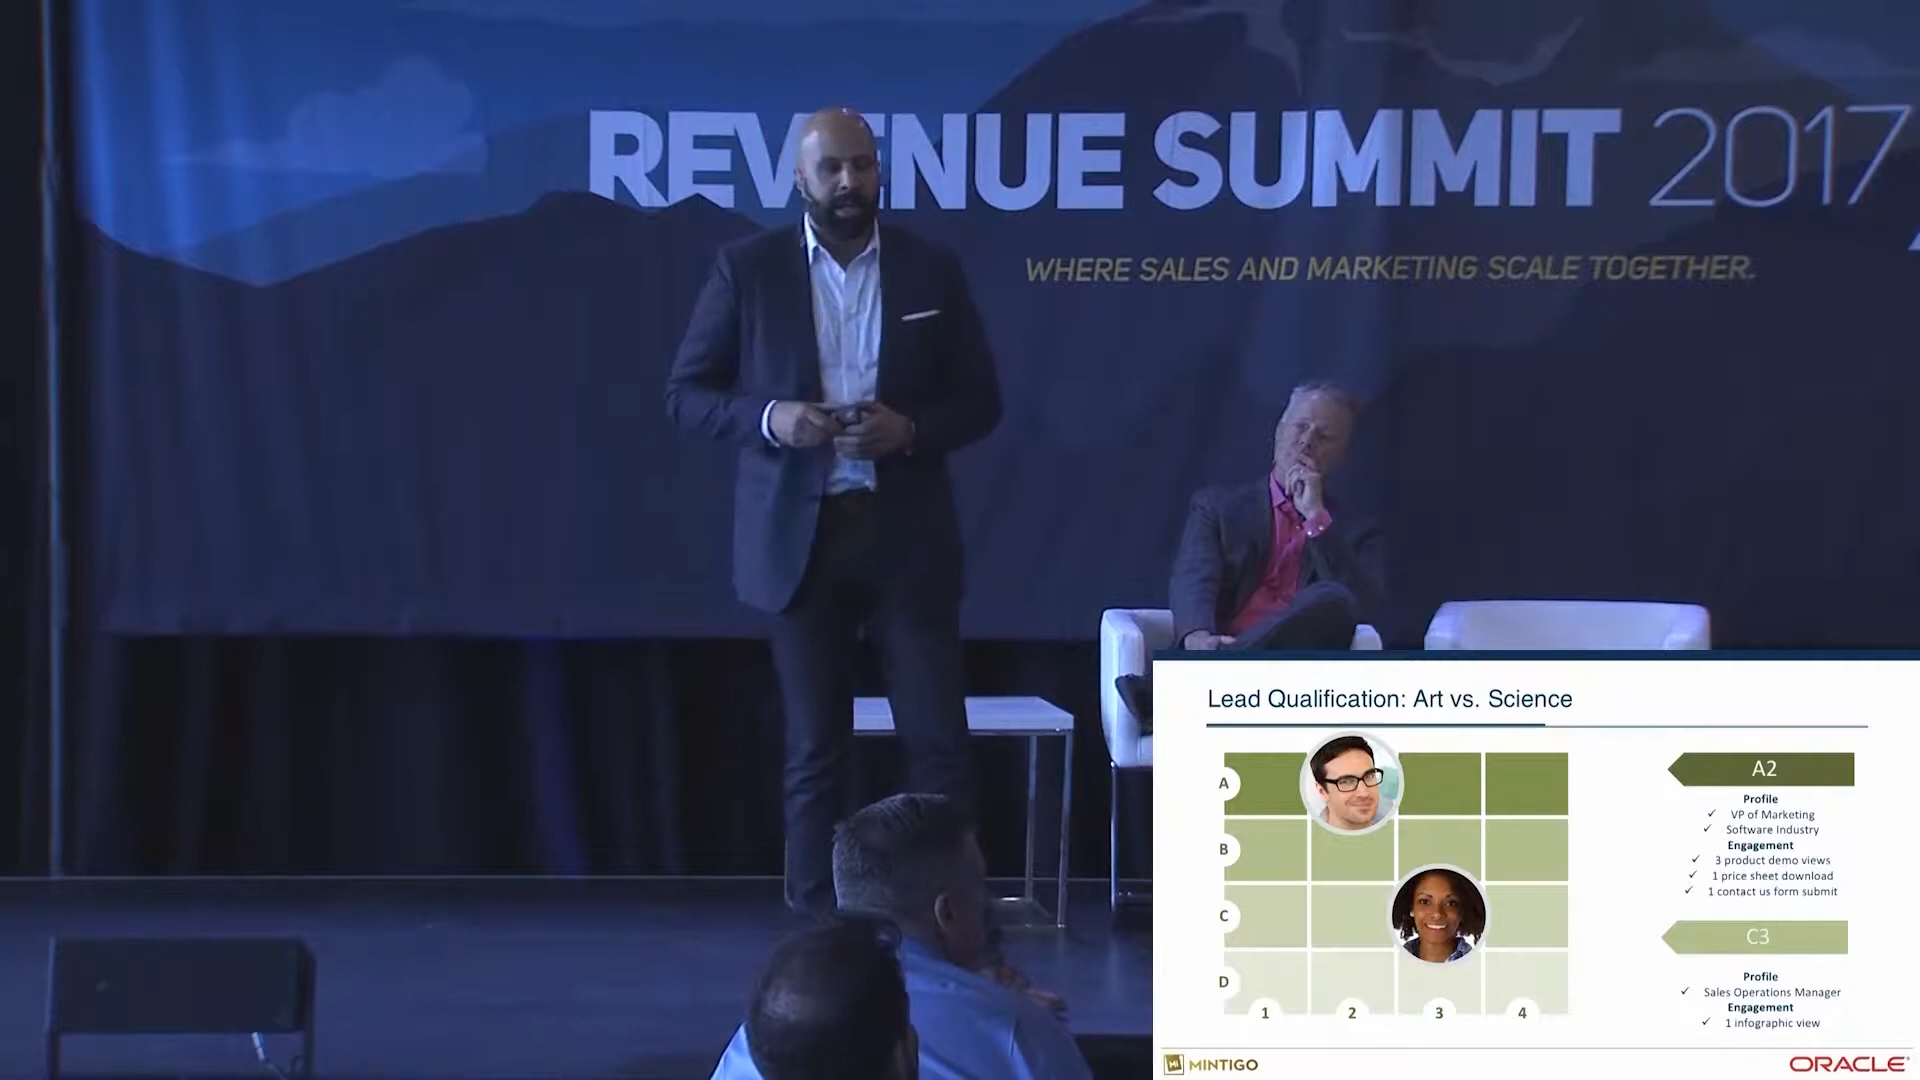 REVENUE SUMMIT 2017
WHERE SALES AND MARKETING SCALE TOGETHER.
Lead Qualification: Art vs. Science
A
B
C
D
1 2 3 4
A2
Profile
✓ VP of Marketing
✓ Software Industry
Engagement
✓ 3 product demo views
✓ 1 price sheet download
✓ 1 contact us form submit
C3
Profile
✓ Sales Operations Manager
Engagement
✓ 1 infographic view
MINTIGO
ORACLE